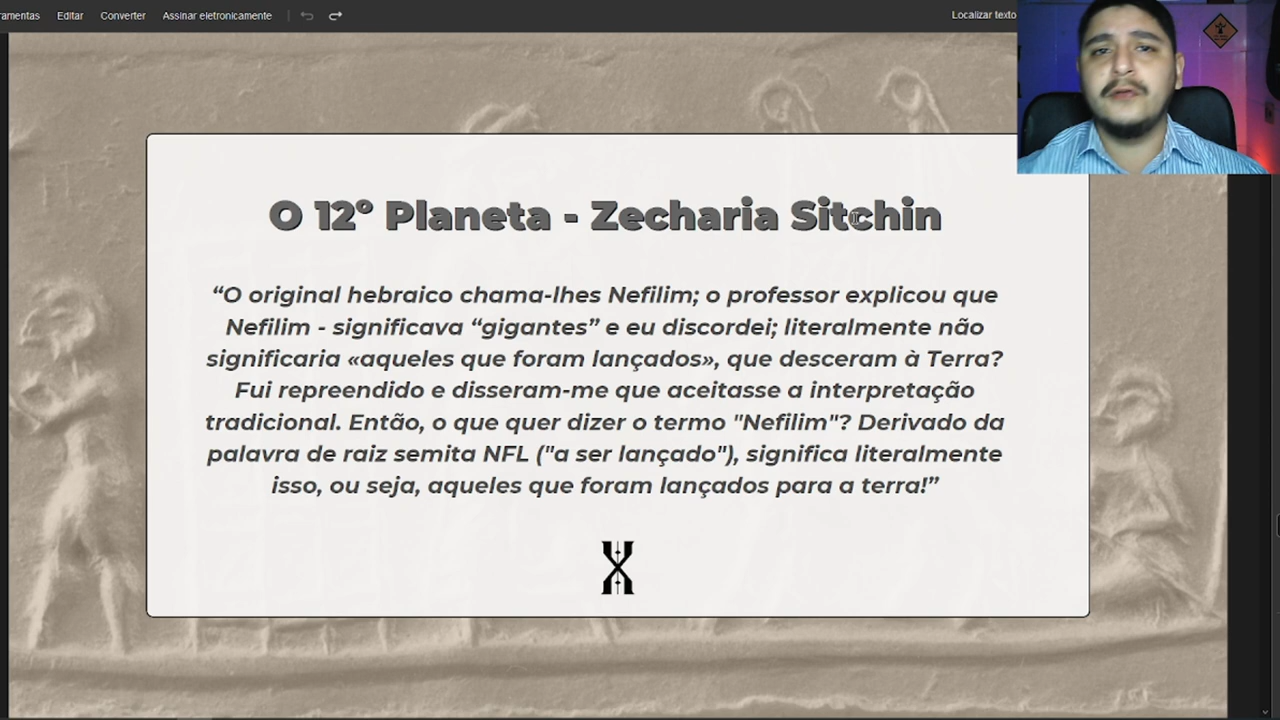 Editar Converter Assinar eletronicamente Localizar texto
O 12º Planeta - Zecharia Sitchin
“O original hebraico chama-lhes Nefilim; o professor explicou que
Nefilim - significava “gigantes” e eu discordei; literalmente não
significaria «aqueles que foram lançados», que desceram à Terra?
Fui repreendido e disseram-me que aceitasse a interpretação
tradicional. Então, o que quer dizer o termo "Nefilim"? Derivado da
palavra de raiz semita NFL ("a ser lançado"), significa literalmente
isso, ou seja, aqueles que foram lançados para a terra!”